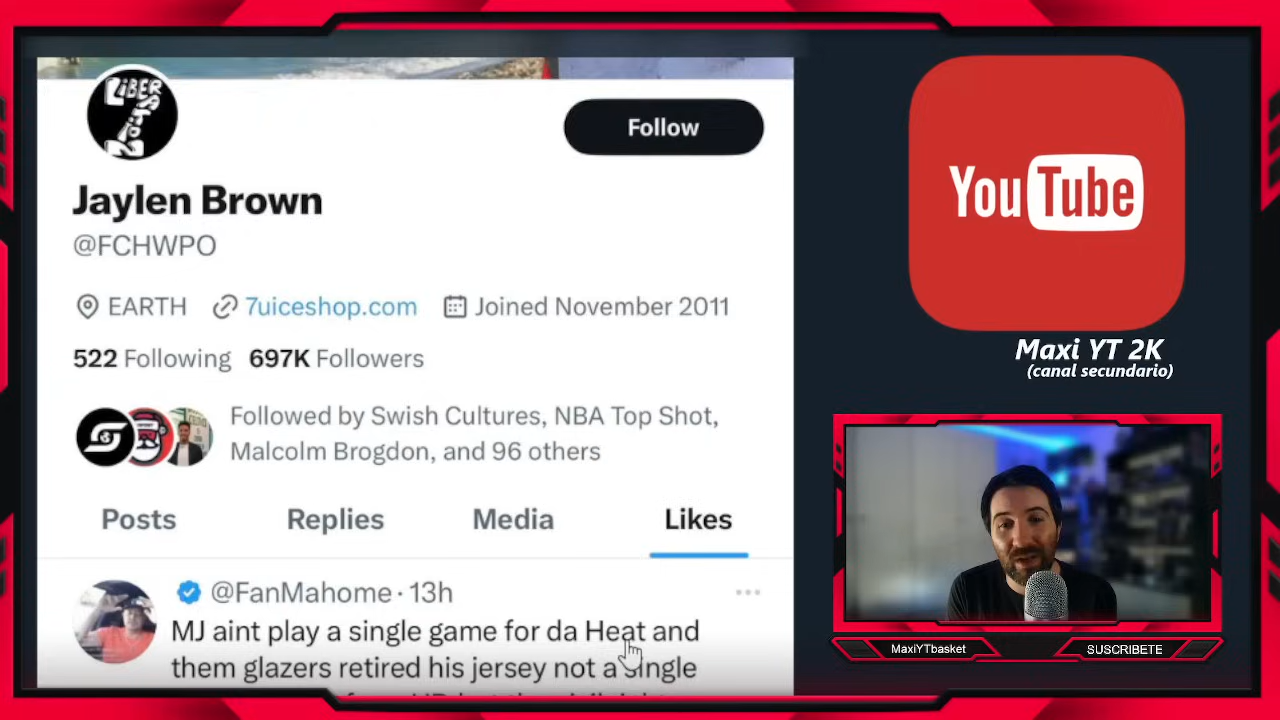 LiBERATiON
Follow
Jaylen Brown
@FCHWPO
EARTH 7uiceshop.com Joined November 2011
522 Following 697K Followers
Followed by Swish Cultures, NBA Top Shot,
Malcolm Brogdon, and 96 others
Posts Replies Media Likes
@FanMahome · 13h
MJ aint play a single game for da Heat and
them glazers retired his jersey not a single
YouTube
Maxi YT 2K
(canal secundario)
MaxiYTbasket
SUSCRIBETE